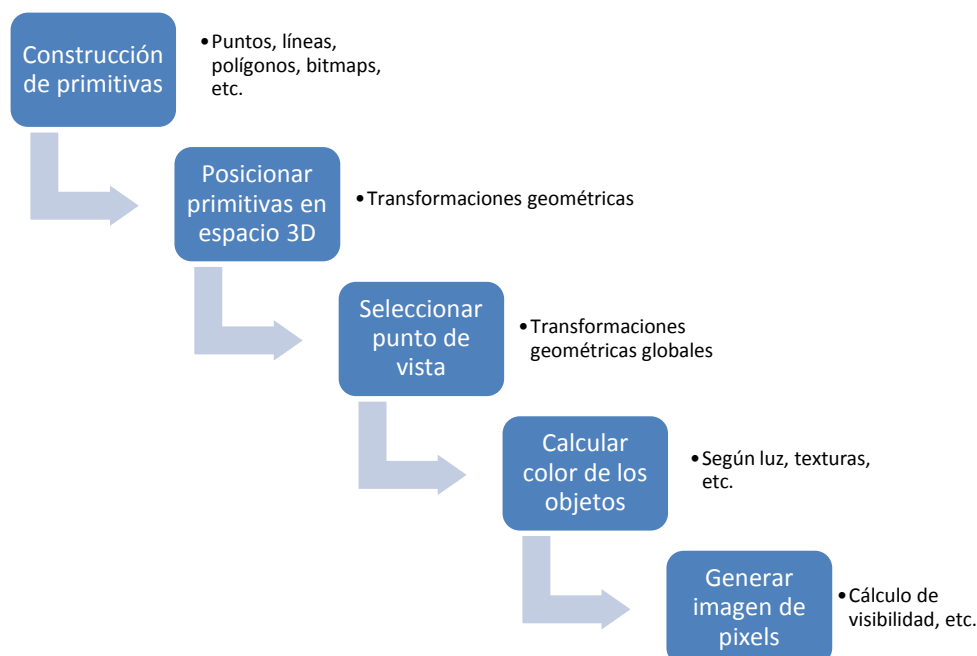 Construcción
de primitivas
•Puntos, líneas,
polígonos, bitmaps,
etc.
Posicionar
primitivas en
espacio 3D
•Transformaciones geométricas
Seleccionar
punto de
vista
•Transformaciones
geométricas globales
Calcular
color de los
objetos
•Según luz, texturas,
etc.
Generar
imagen de
pixels
•Cálculo de
visibilidad, etc.